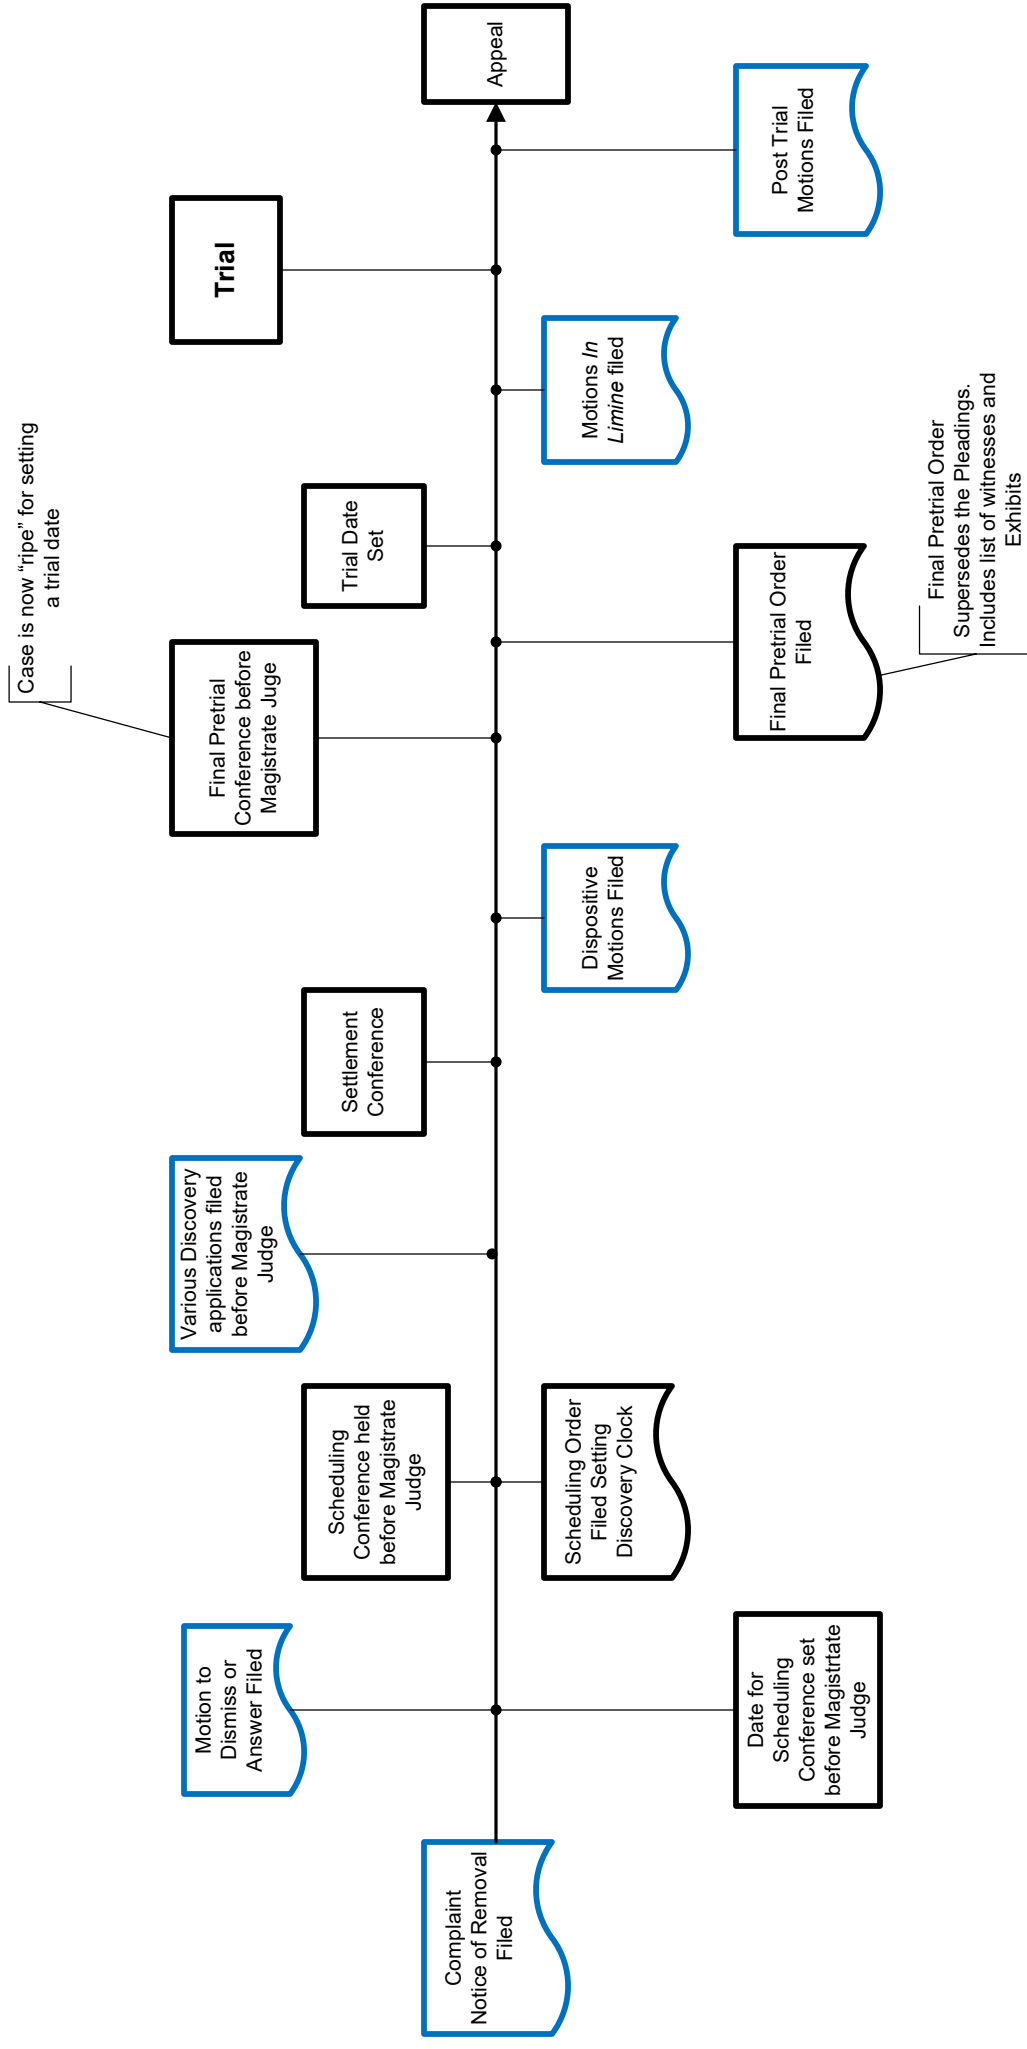 Complaint
Notice of Removal
Filed
Motion to
Dismiss or
Answer Filed
Date for
Scheduling
Conference set
before Magistrtate
Judge
Scheduling
Conference held
before Magistrate
Judge
Scheduling Order
Filed Setting
Discovery Clock
Various Discovery
applications filed
before Magistrate
Judge
Settlement
Conference
Dispositive
Motions Filed
Case is now “ripe” for setting
a trial date
Final Pretrial
Conference before
Magistrate Juge
Final Pretrial Order
Filed
Final Pretrial Order
Supersedes the Pleadings.
Includes list of witnesses and
Exhibits
Trial Date
Set
Motions In
Limine filed
Trial
Post Trial
Motions Filed
Appeal